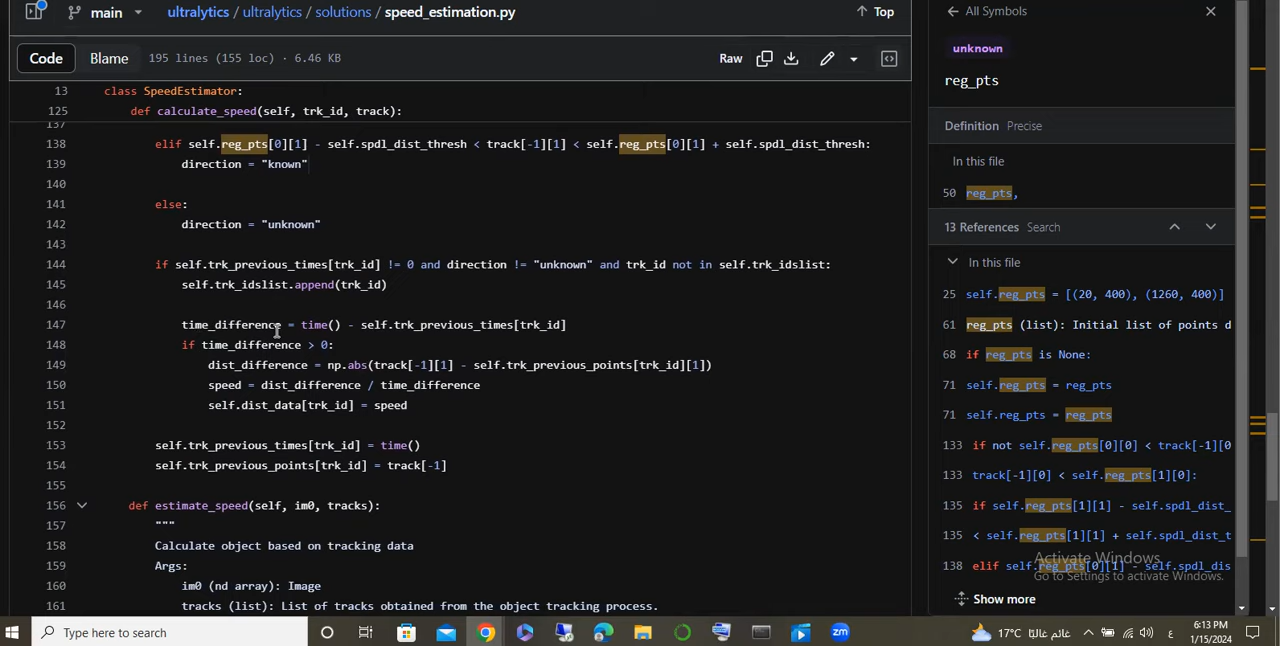 main
ultralytics / ultralytics / solutions / speed_estimation.py
Top
Code
Blame
195 lines (155 loc) · 6.46 KB
Raw
13 class SpeedEstimator:
125 def calculate_speed(self, trk_id, track):
137
138 elif self.reg_pts[0][1] - self.spdl_dist_thresh < track[-1][1] < self.reg_pts[0][1] + self.spdl_dist_thresh:
139 direction = "known"
140
141 else:
142 direction = "unknown"
143
144 if self.trk_previous_times[trk_id] != 0 and direction != "unknown" and trk_id not in self.trk_idslist:
145 self.trk_idslist.append(trk_id)
146
147 time_difference = time() - self.trk_previous_times[trk_id]
148 if time_difference > 0:
149 dist_difference = np.abs(track[-1][1] - self.trk_previous_points[trk_id][1])
150 speed = dist_difference / time_difference
151 self.dist_data[trk_id] = speed
152
153 self.trk_previous_times[trk_id] = time()
154 self.trk_previous_points[trk_id] = track[-1]
155
156 def estimate_speed(self, im0, tracks):
157 """
158 Calculate object based on tracking data
159 Args:
160 im0 (nd array): Image
161 tracks (list): List of tracks obtained from the object tracking process.
All Symbols
unknown
reg_pts
Definition Precise
In this file
50 reg_pts,
13 References Search
In this file
25 self.reg_pts = [(20, 400), (1260, 400)]
61 reg_pts (list): Initial list of points d
68 if reg_pts is None:
71 self.reg_pts = reg_pts
71 self.reg_pts = reg_pts
133 if not self.reg_pts[0][0] < track[-1][0
133 track[-1][0] < self.reg_pts[1][0]:
135 if self.reg_pts[1][1] - self.spdl_dist_
135 < self.reg_pts[1][1] + self.spdl_dist_t
138 elif self.reg_pts[0][1] - self.spdl_dis
Activate Windows
Go to Settings to activate Windows.
Show more
Type here to search
zm
17°C غائم غالبًا
ع
6:13 PM
1/15/2024